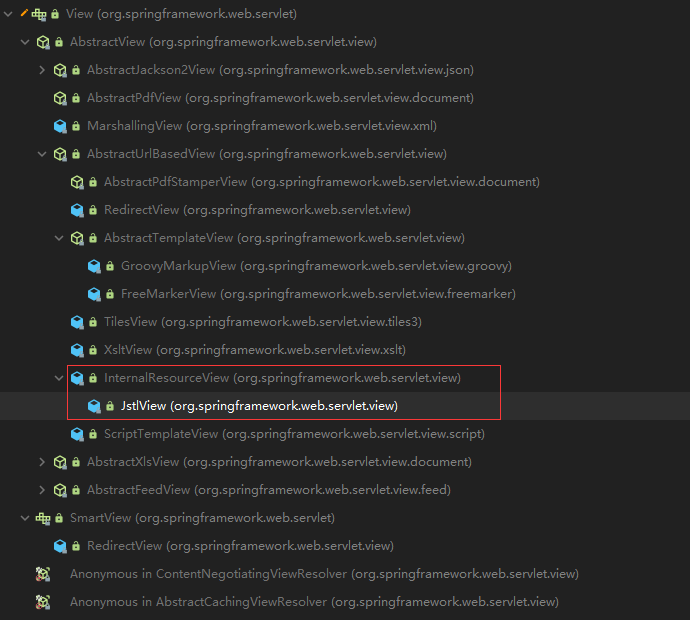 View (org.springframework.web.servlet)
AbstractView (org.springframework.web.servlet.view)
AbstractJackson2View (org.springframework.web.servlet.view.json)
AbstractPdfView (org.springframework.web.servlet.view.document)
MarshallingView (org.springframework.web.servlet.view.xml)
AbstractUrlBasedView (org.springframework.web.servlet.view)
AbstractPdfStamperView (org.springframework.web.servlet.view.document)
RedirectView (org.springframework.web.servlet.view)
AbstractTemplateView (org.springframework.web.servlet.view)
GroovyMarkupView (org.springframework.web.servlet.view.groovy)
FreeMarkerView (org.springframework.web.servlet.view.freemarker)
TilesView (org.springframework.web.servlet.view.tiles3)
XsltView (org.springframework.web.servlet.view.xslt)
InternalResourceView (org.springframework.web.servlet.view)
JstlView (org.springframework.web.servlet.view)
ScriptTemplateView (org.springframework.web.servlet.view.script)
AbstractXlsView (org.springframework.web.servlet.view.document)
AbstractFeedView (org.springframework.web.servlet.view.feed)
SmartView (org.springframework.web.servlet)
RedirectView (org.springframework.web.servlet.view)
Anonymous in ContentNegotiatingViewResolver (org.springframework.web.servlet.view)
Anonymous in AbstractCachingViewResolver (org.springframework.web.servlet.view)